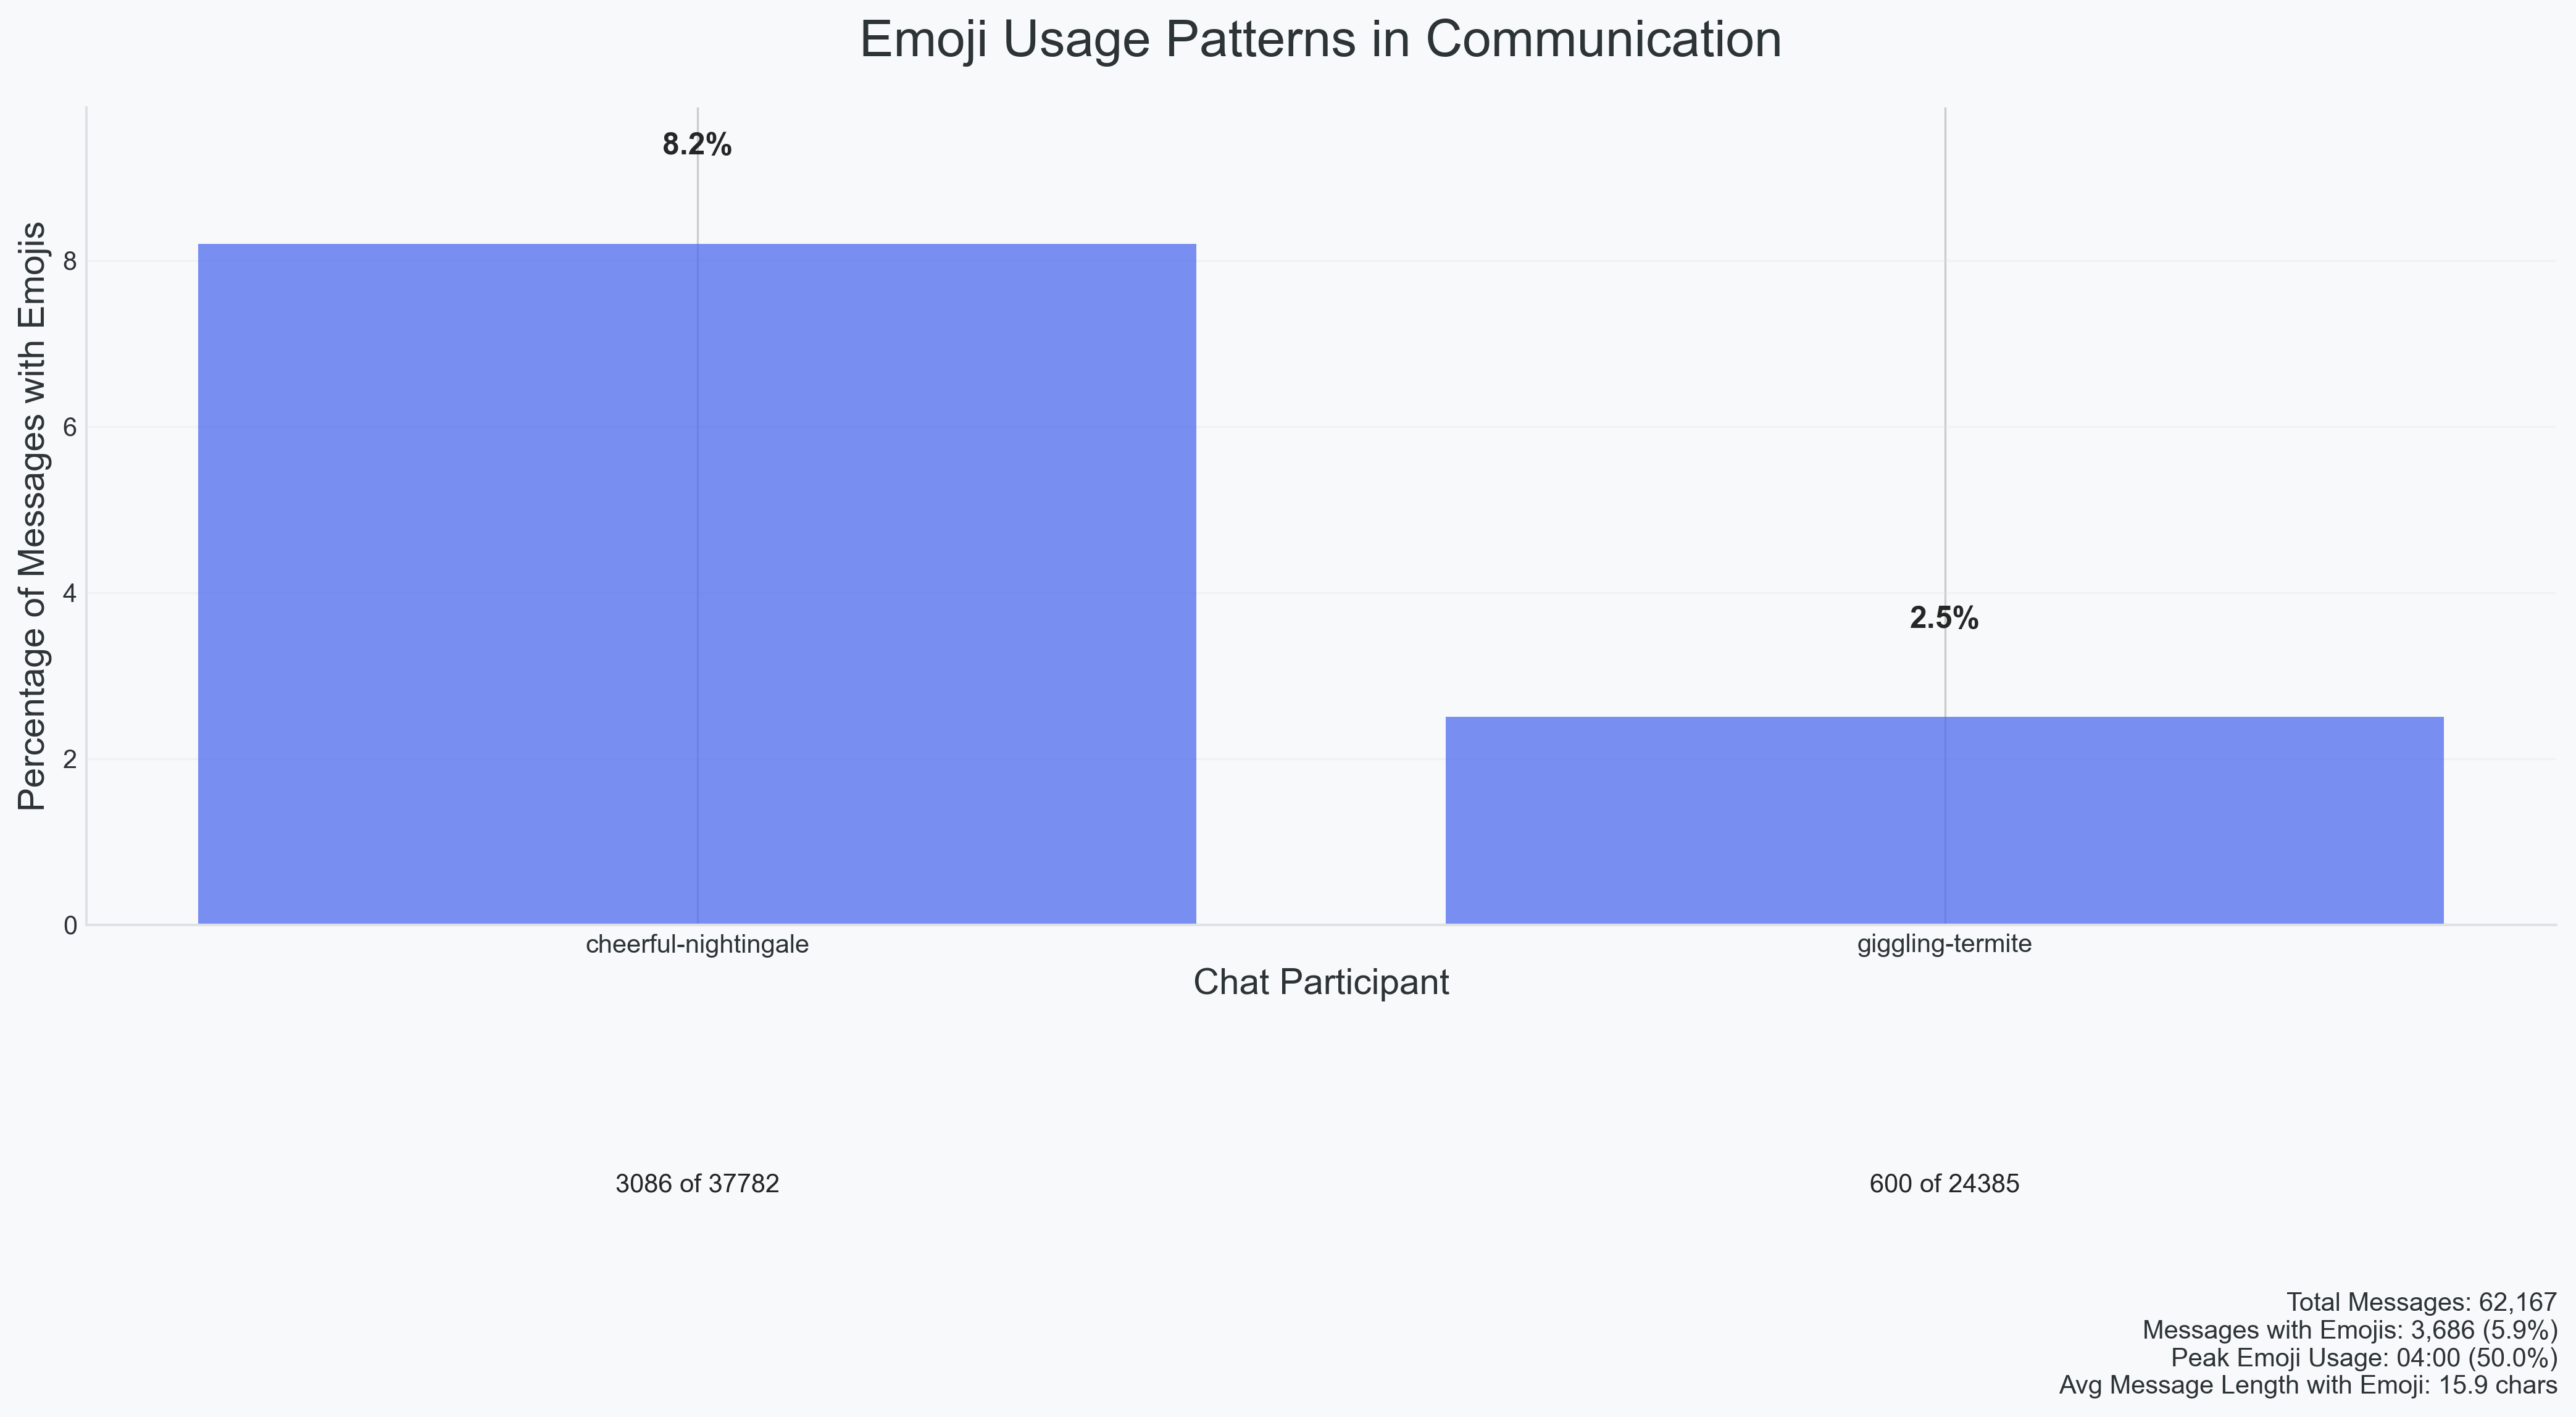 Emoji Usage Patterns in Communication
8.2%
2.5%
Percentage of Messages with Emojis
8
6
4
2
0
cheerful-nightingale
giggling-termite
Chat Participant
3086 of 37782
600 of 24385
Total Messages: 62,167
Messages with Emojis: 3,686 (5.9%)
Peak Emoji Usage: 04:00 (50.0%)
Avg Message Length with Emoji: 15.9 chars